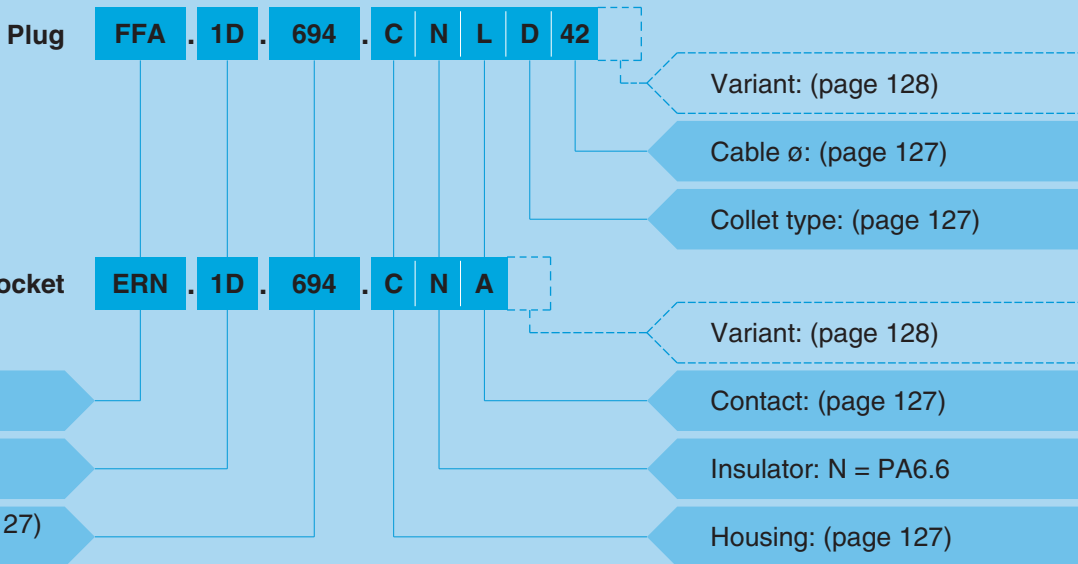 Plug FFA . 1D . 694 . C N L D 42
Variant: (page 128)
Cable ø: (page 127)
Collet type: (page 127)
ocket ERN . 1D . 694 . C N A
Variant: (page 128)
Contact: (page 127)
Insulator: N = PA6.6
27)
Housing: (page 127)